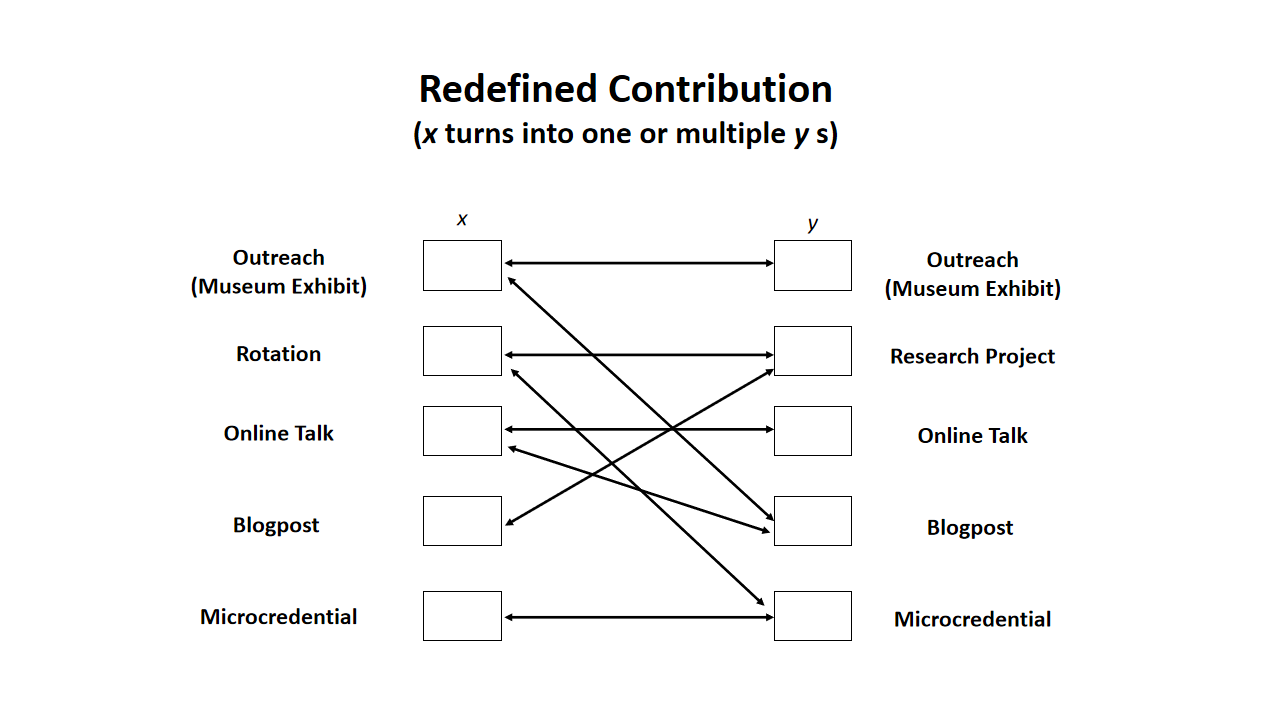 Redefined Contribution
(x turns into one or multiple y s)
x
y
Outreach
(Museum Exhibit)
Outreach
(Museum Exhibit)
Rotation
Research Project
Online Talk
Online Talk
Blogpost
Blogpost
Microcredential
Microcredential